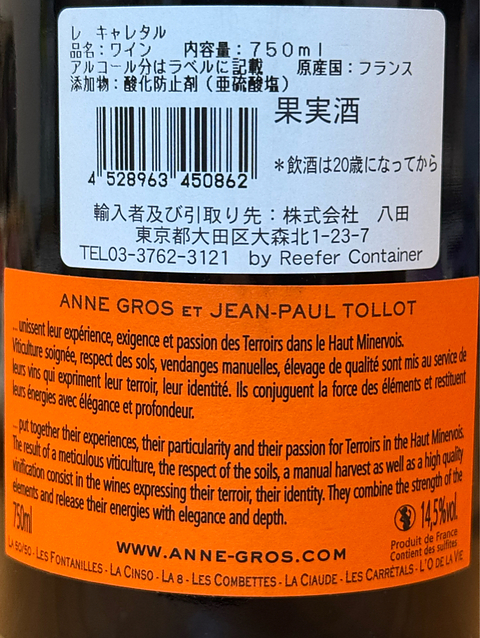 レ キャレタル
品名：ワイン 内容量：750ml
アルコール分はラベルに記載 原産国：フランス
添加物：酸化防止剤（亜硫酸塩）
果実酒
4 528963 450862
＊飲酒は20歳になってから
輸入者及び引取り先：株式会社 八田
東京都大田区大森北1-23-7
TEL03-3762-3121 by Reefer Container
ANNE GROS ET JEAN-PAUL TOLLOT
... unissent leur expérience, exigence et passion des Terroirs dans le Haut Minervois.
Viticulture soignée, respect des sols, vendanges manuelles, élevage de qualité sont mis au service de
leurs vins qui expriment leur terroir, leur identité. Ils conjuguent la force des éléments et restituent
leurs énergies avec élégance et profondeur.
... put together their experiences, their particularity and their passion for Terroirs in the Haut Minervois.
The result of a meticulous viticulture, the respect of the soils, a manual harvest as well as a high quality
vinification consist in the wines expressing their terroir, their identity. They combine the strength of the
elements and release their energies with elegance and depth.
750ml
14,5%vol.
WWW.ANNE-GROS.COM
Produit de France
Contient des sulfites
LA 50/50 - LES FONTANILLES - LA CINSO - LA 8 - LES COMBETTES - LA CIAUDE - LES CARRÉTALS - L'O DE LA VIE